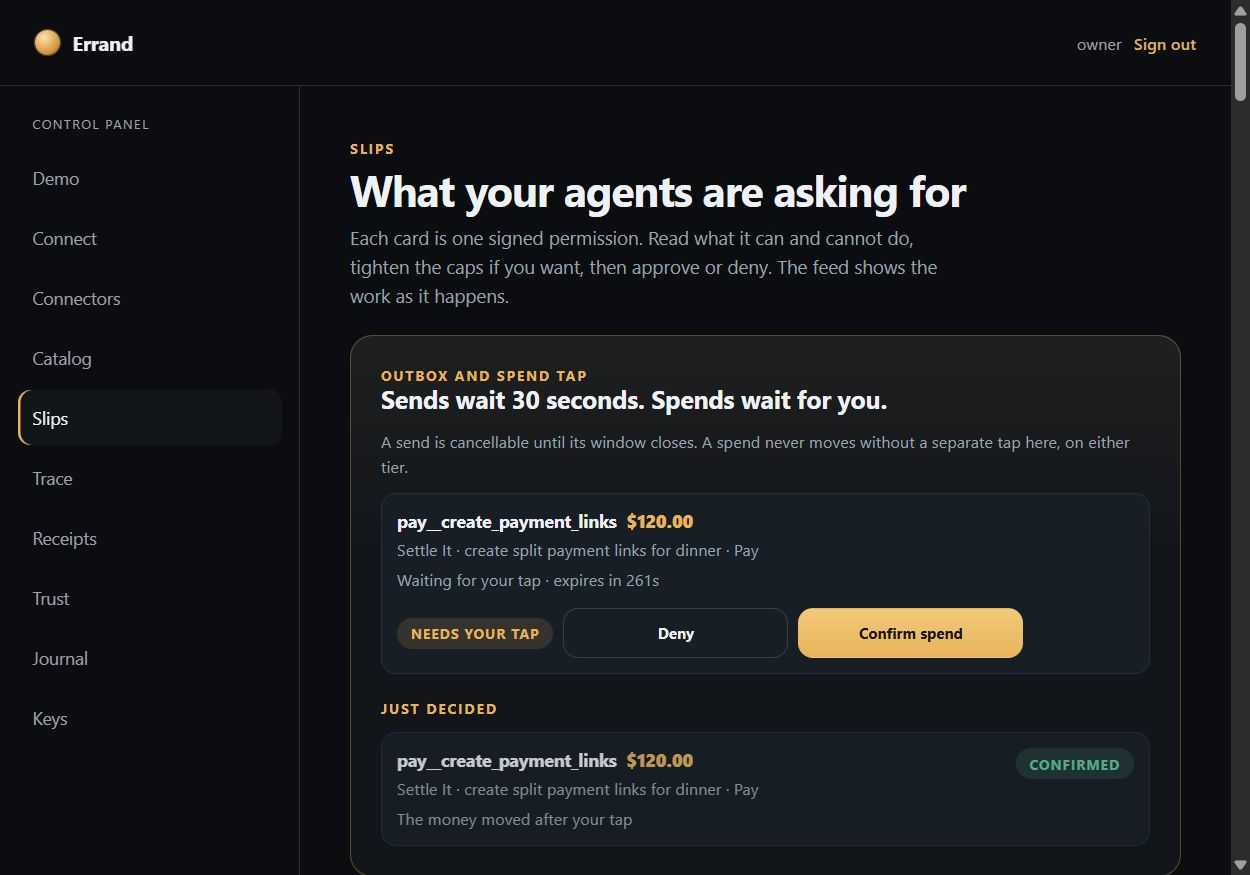 Errand
owner Sign out
CONTROL PANEL
Demo
Connect
Connectors
Catalog
Slips
Trace
Receipts
Trust
Journal
Keys
SLIPS
What your agents are asking for
Each card is one signed permission. Read what it can and cannot do,
tighten the caps if you want, then approve or deny. The feed shows the
work as it happens.
OUTBOX AND SPEND TAP
Sends wait 30 seconds. Spends wait for you.
A send is cancellable until its window closes. A spend never moves without a separate tap here, on either
tier.
pay__create_payment_links $120.00
Settle It · create split payment links for dinner · Pay
Waiting for your tap · expires in 261s
NEEDS YOUR TAP Deny Confirm spend
JUST DECIDED
pay__create_payment_links $120.00 CONFIRMED
Settle It · create split payment links for dinner · Pay
The money moved after your tap